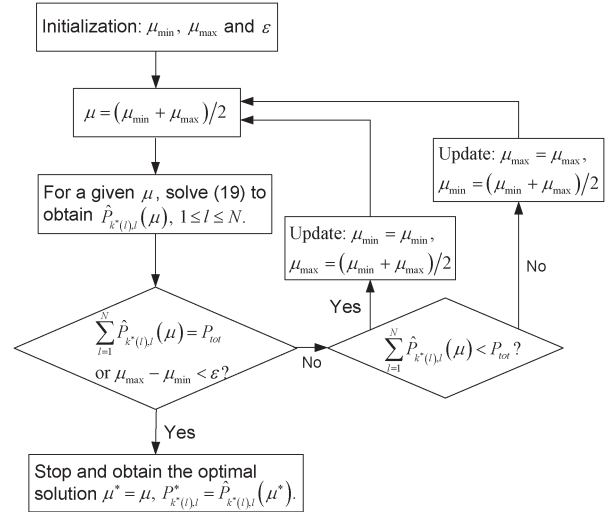 Initialization: μ_min, μ_max and ε
μ = (μ_min + μ_max)/2
For a given μ, solve (19) to
obtain P̂_{k*(l),l}(μ), 1 ≤ l ≤ N.
∑_{l=1}^{N} P̂_{k*(l),l}(μ) = P_tot
or μ_max − μ_min < ε?
Yes
No
Stop and obtain the optimal
solution μ* = μ, P*_{k*(l),l} = P̂_{k*(l),l}(μ*).
∑_{l=1}^{N} P̂_{k*(l),l}(μ) < P_tot ?
Yes
No
Update: μ_min = μ_min,
μ_max = (μ_min + μ_max)/2
Update: μ_max = μ_max,
μ_min = (μ_min + μ_max)/2